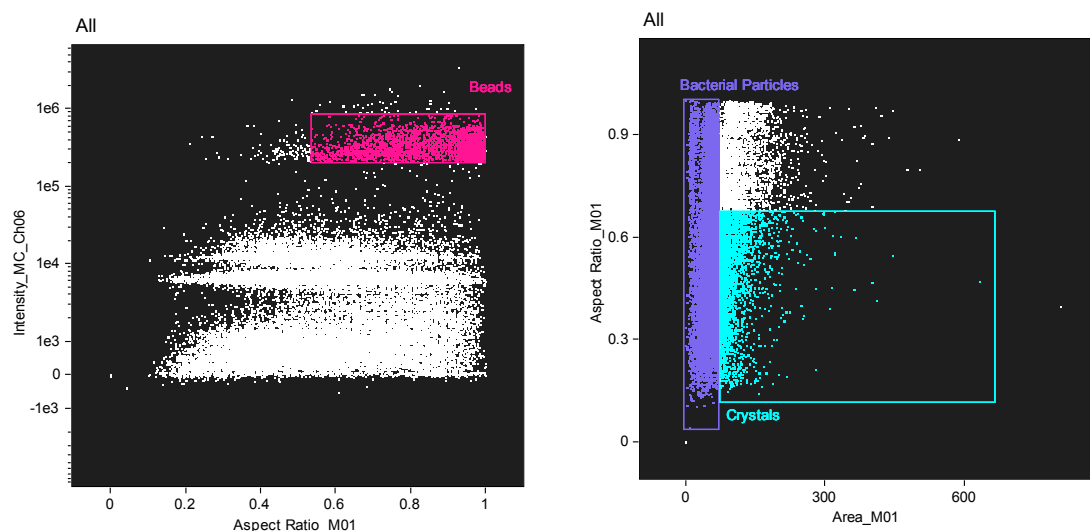 All
Beads
1e6
1e5
1e4
1e3
0
-1e3
Intensity_MC_Ch06
0
0.2
0.4
0.6
0.8
1
Aspect Ratio_M01
All
Bacterial Particles
0.9
0.6
0.3
0
Aspect Ratio_M01
Crystals
0
300
600
Area_M01